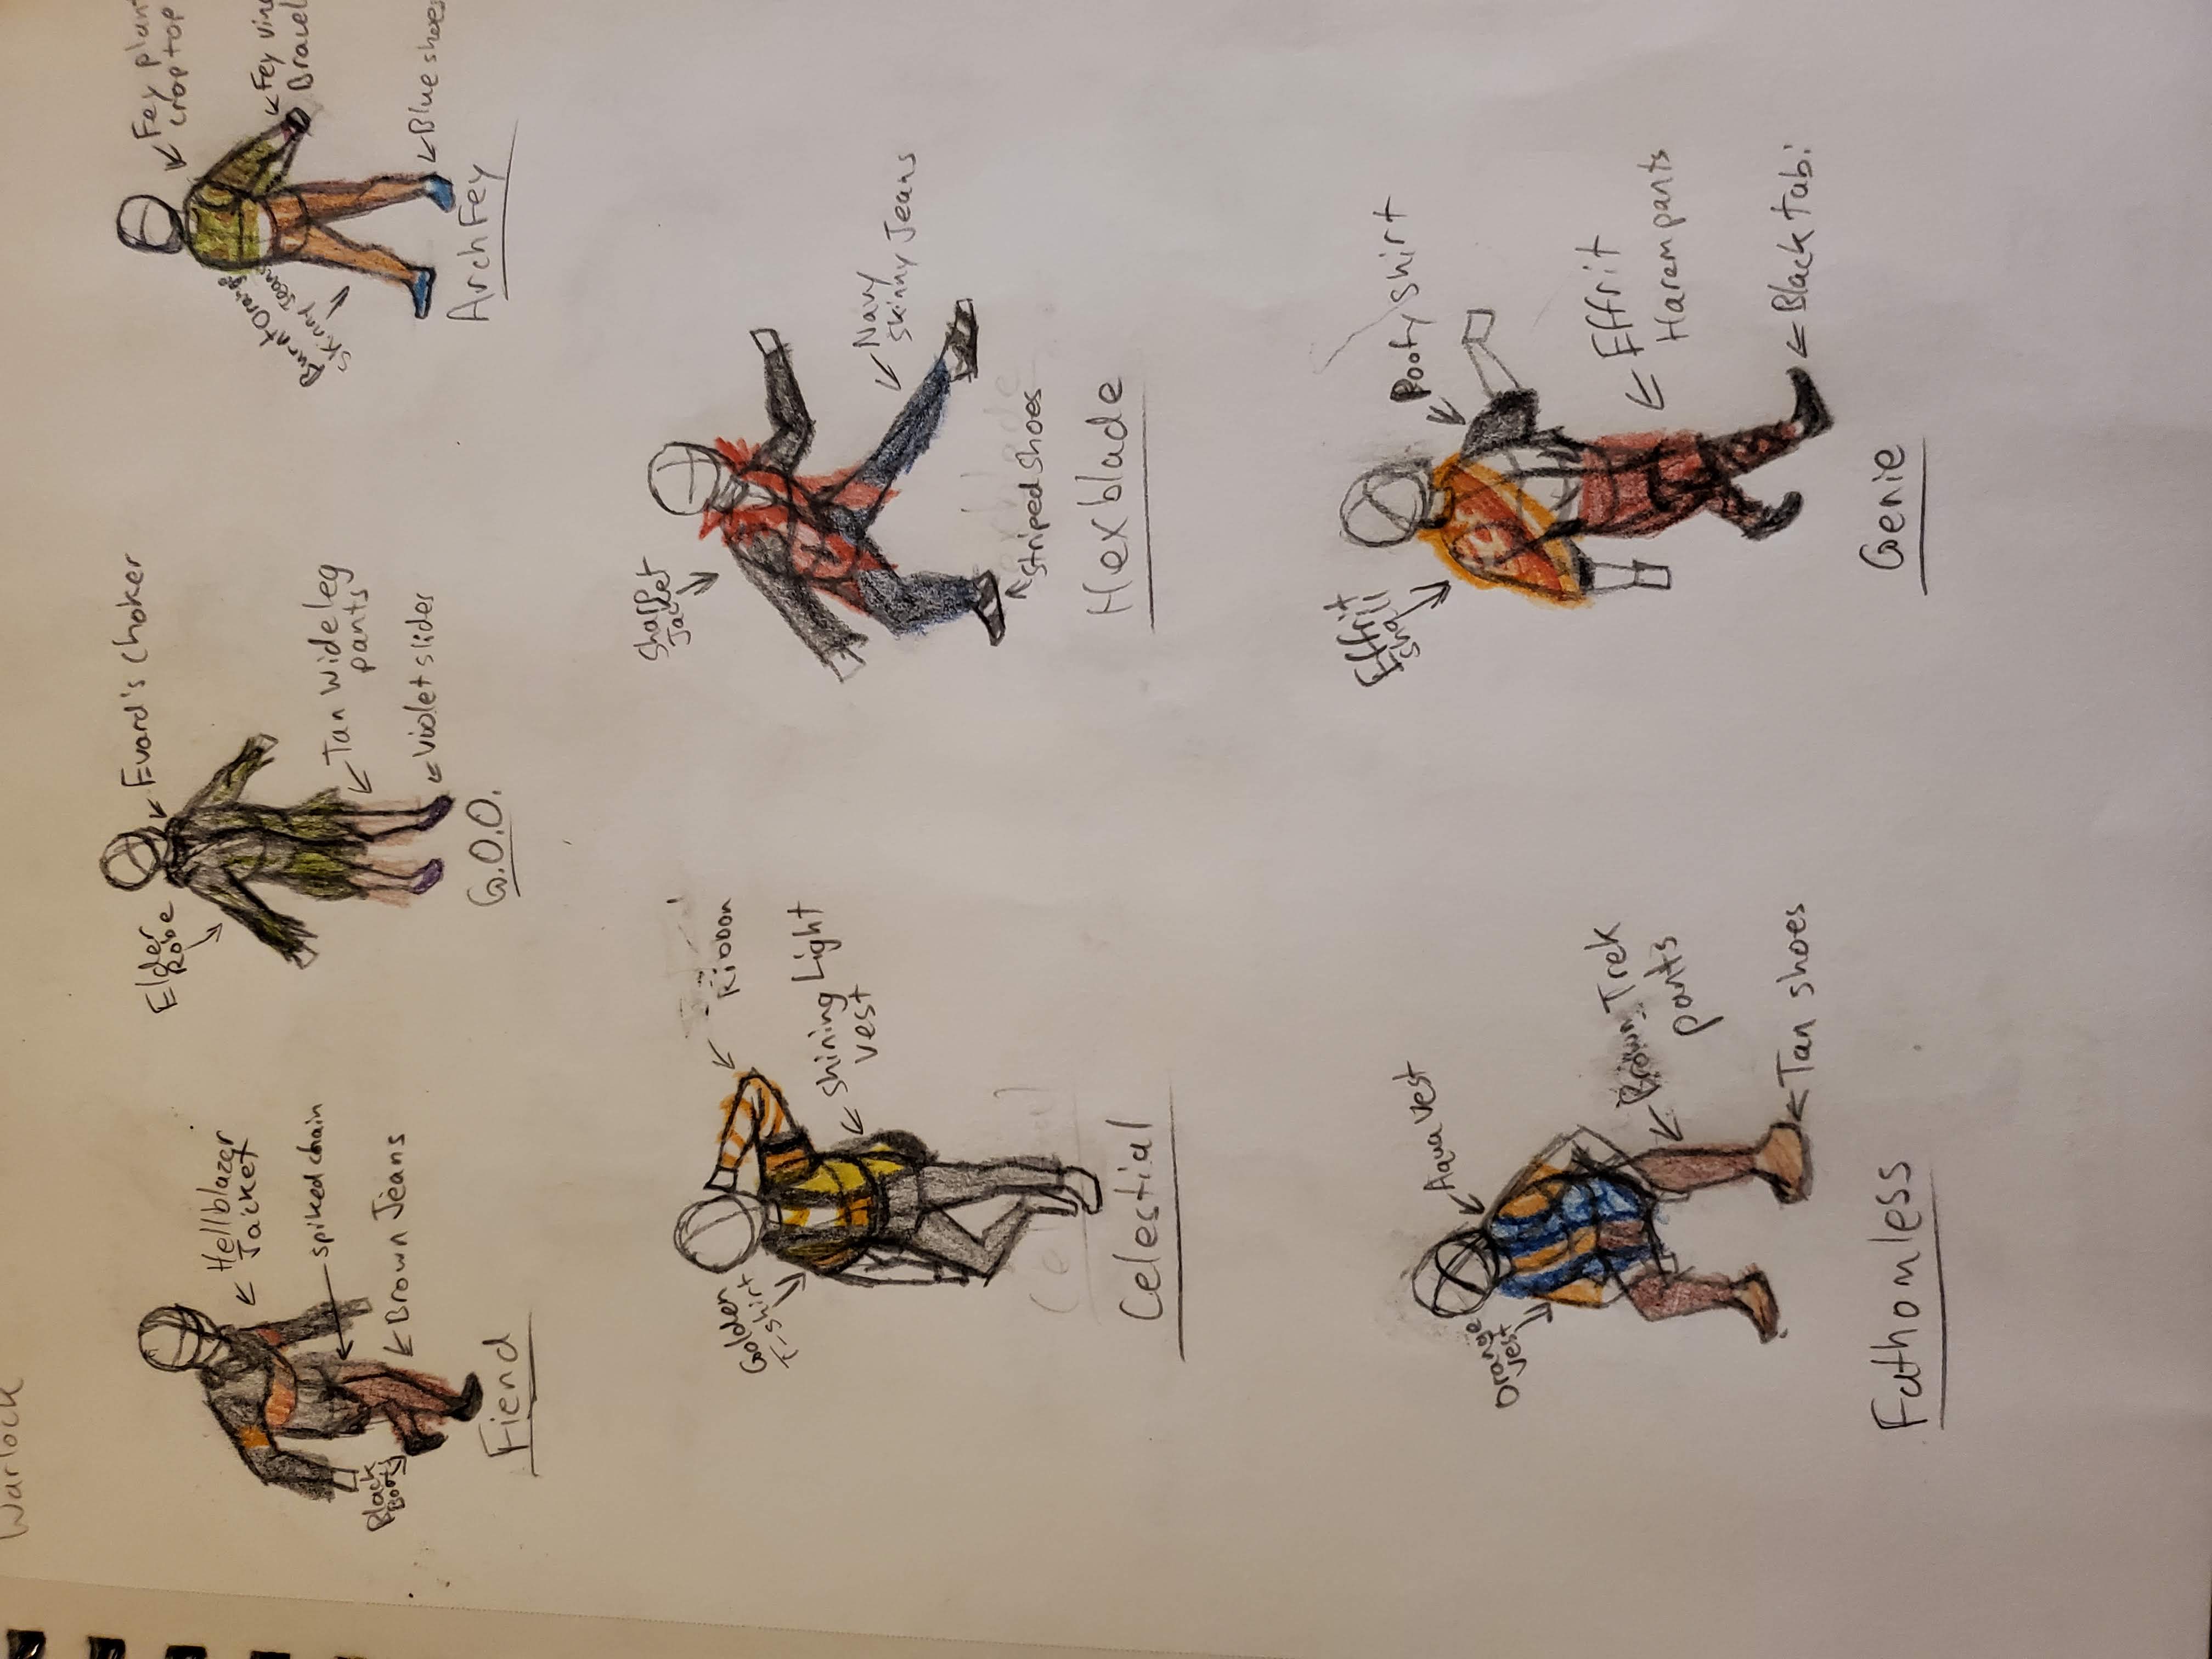 Warlock
Hellblazer
Jacket
spiked chain
Black
Boots
Brown Jeans
Fiend
Elder
Robe
Evard's choker
Tan Wide leg
pants
violet sliders
G.O.O.
Fey plant
crop top
Burnt Orange
skinny Jeans
Fey vine
Bracel
Blue shoes
Archfey
Golden
T-shirt
Ribbon
Shining Light
vest
Celestial
Celestial
Sharp
Jacket
Navy
skinny Jeans
exblade
striped shoes
Hexblade
Aqua vest
Orange
vest
Brown Trek
pants
Tan shoes
Fathomless
Effrit
shall
Poofy shirt
Effrit
Harem pants
Black tabi
Genie